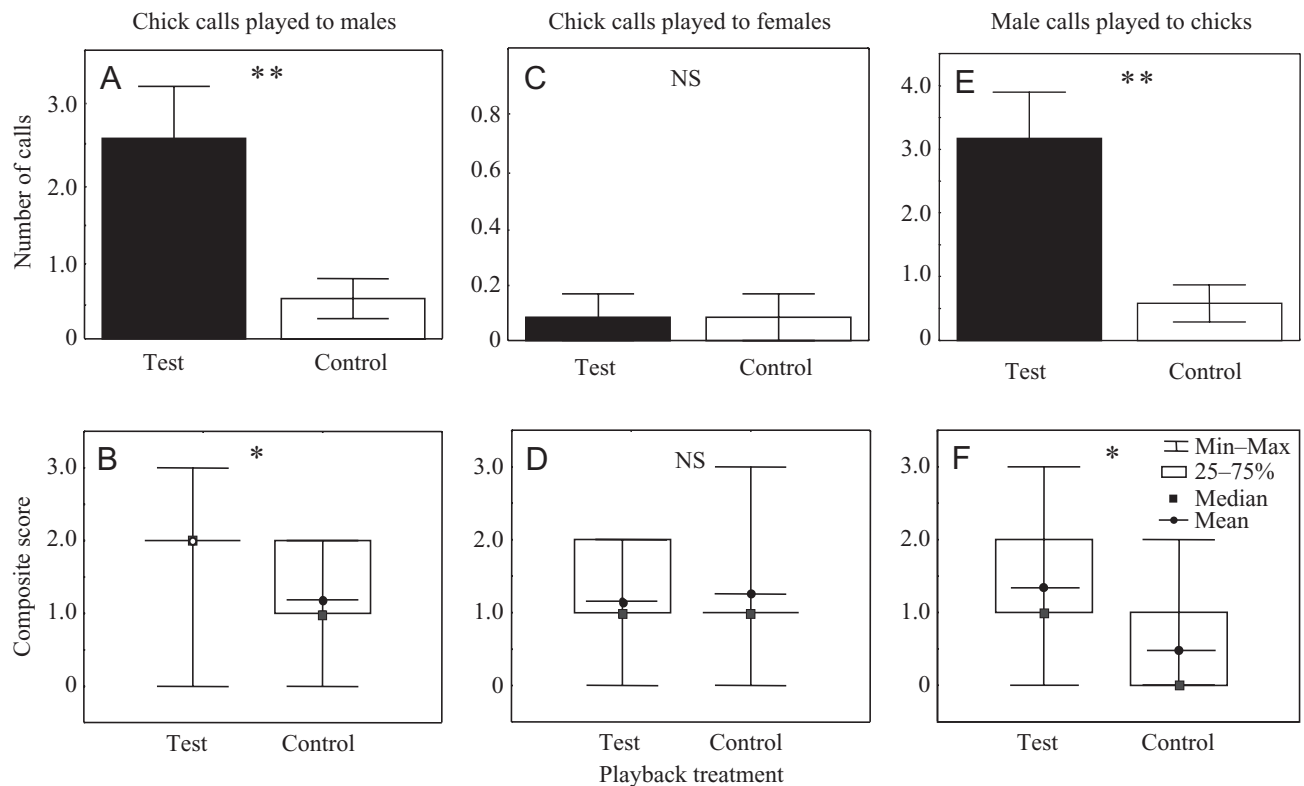 Chick calls played to males
Chick calls played to females
Male calls played to chicks
Number of calls
A
**
3.0
2.0
1.0
0
Test
Control
C
NS
0.8
0.6
0.4
0.2
0
Test
Control
E
**
4.0
3.0
2.0
1.0
0
Test
Control
Composite score
B
*
3.0
2.0
1.0
0
Test
Control
D
NS
3.0
2.0
1.0
0
Test
Control
F
*
Min–Max
25–75%
Median
Mean
3.0
2.0
1.0
0
Test
Control
Playback treatment